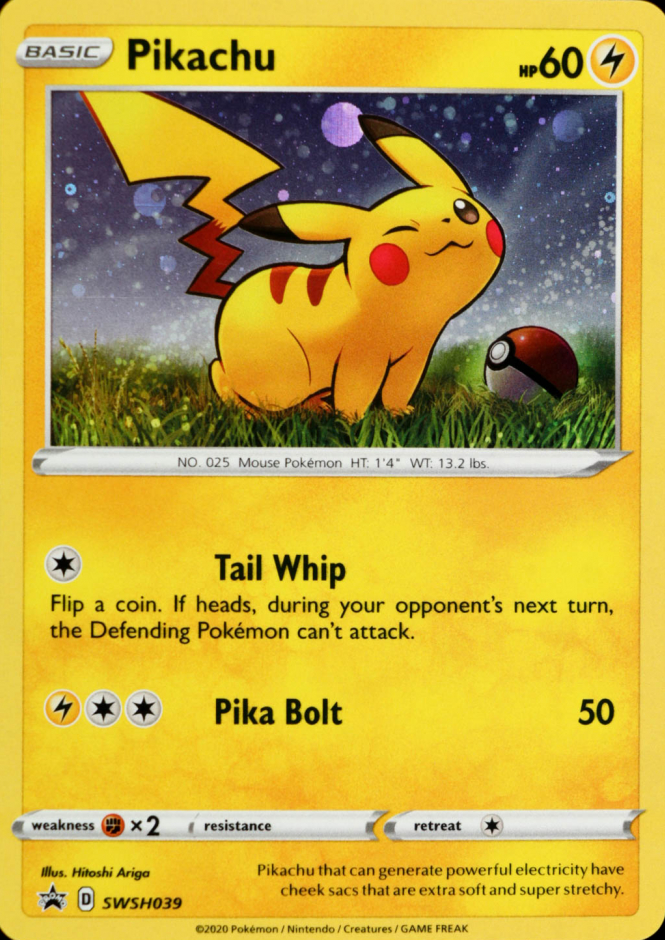 BASIC Pikachu HP60
NO. 025 Mouse Pokémon HT: 1'4" WT: 13.2 lbs.
Tail Whip
Flip a coin. If heads, during your opponent's next turn,
the Defending Pokémon can't attack.
Pika Bolt 50
weakness ×2 resistance retreat
Illus. Hitoshi Ariga
Pikachu that can generate powerful electricity have
cheek sacs that are extra soft and super stretchy.
D SWSH039
©2020 Pokémon / Nintendo / Creatures / GAME FREAK